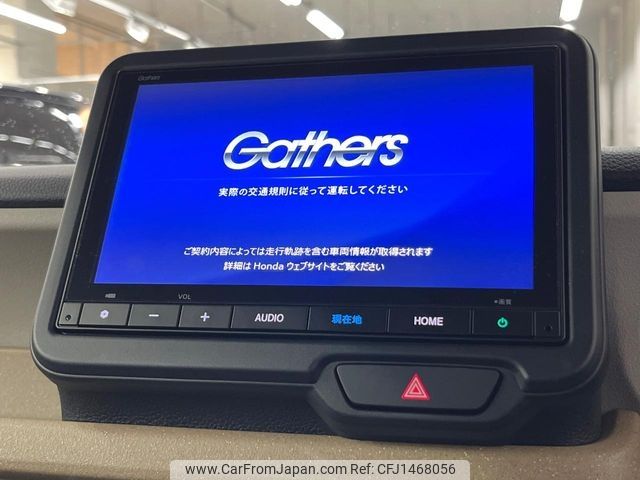 Gathers
Gathers
実際の交通規則に従って運転してください
ご契約内容によっては走行軌跡を含む車両情報が取得されます
詳細は Honda ウェブサイトをご覧ください
VOL
●画質
− + AUDIO 現在地 HOME
www.CarFromJapan.com CFJ1468056